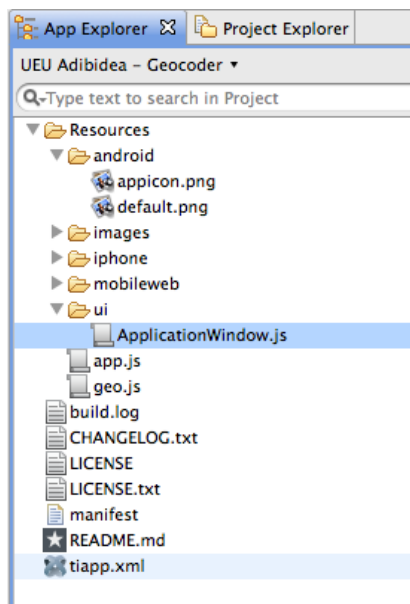 App Explorer Project Explorer
UEU Adibidea - Geocoder
Type text to search in Project
Resources
android
appicon.png
default.png
images
iphone
mobileweb
ui
ApplicationWindow.js
app.js
geo.js
build.log
CHANGELOG.txt
LICENSE
LICENSE.txt
manifest
README.md
tiapp.xml